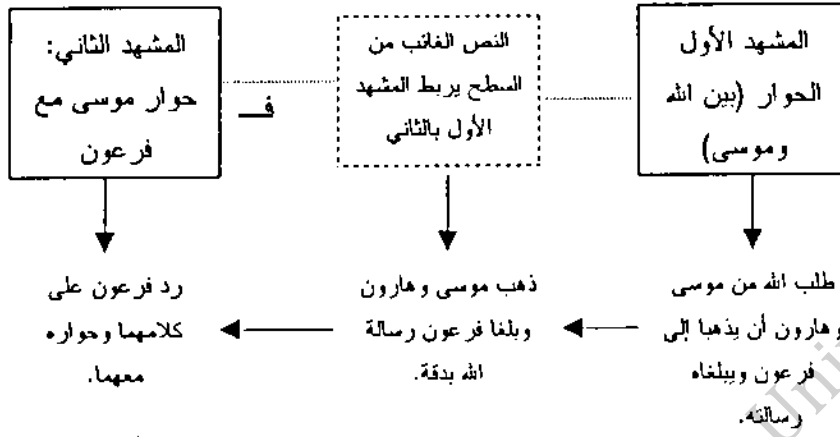 المشهد الأول
الحوار (بين الله
وموسى)
النص الغائب من
السطح يربط المشهد
الأول بالثاني
فـ
المشهد الثاني:
حوار موسى مع
فرعون
طلب الله من موسى
وهارون أن يذهبا إلى
فرعون ويبلغاه
رسالته.
ذهب موسى وهارون
وبلغا فرعون رسالة
الله بدقة.
رد فرعون على
كلامهما وحواره
معهما.
Uni